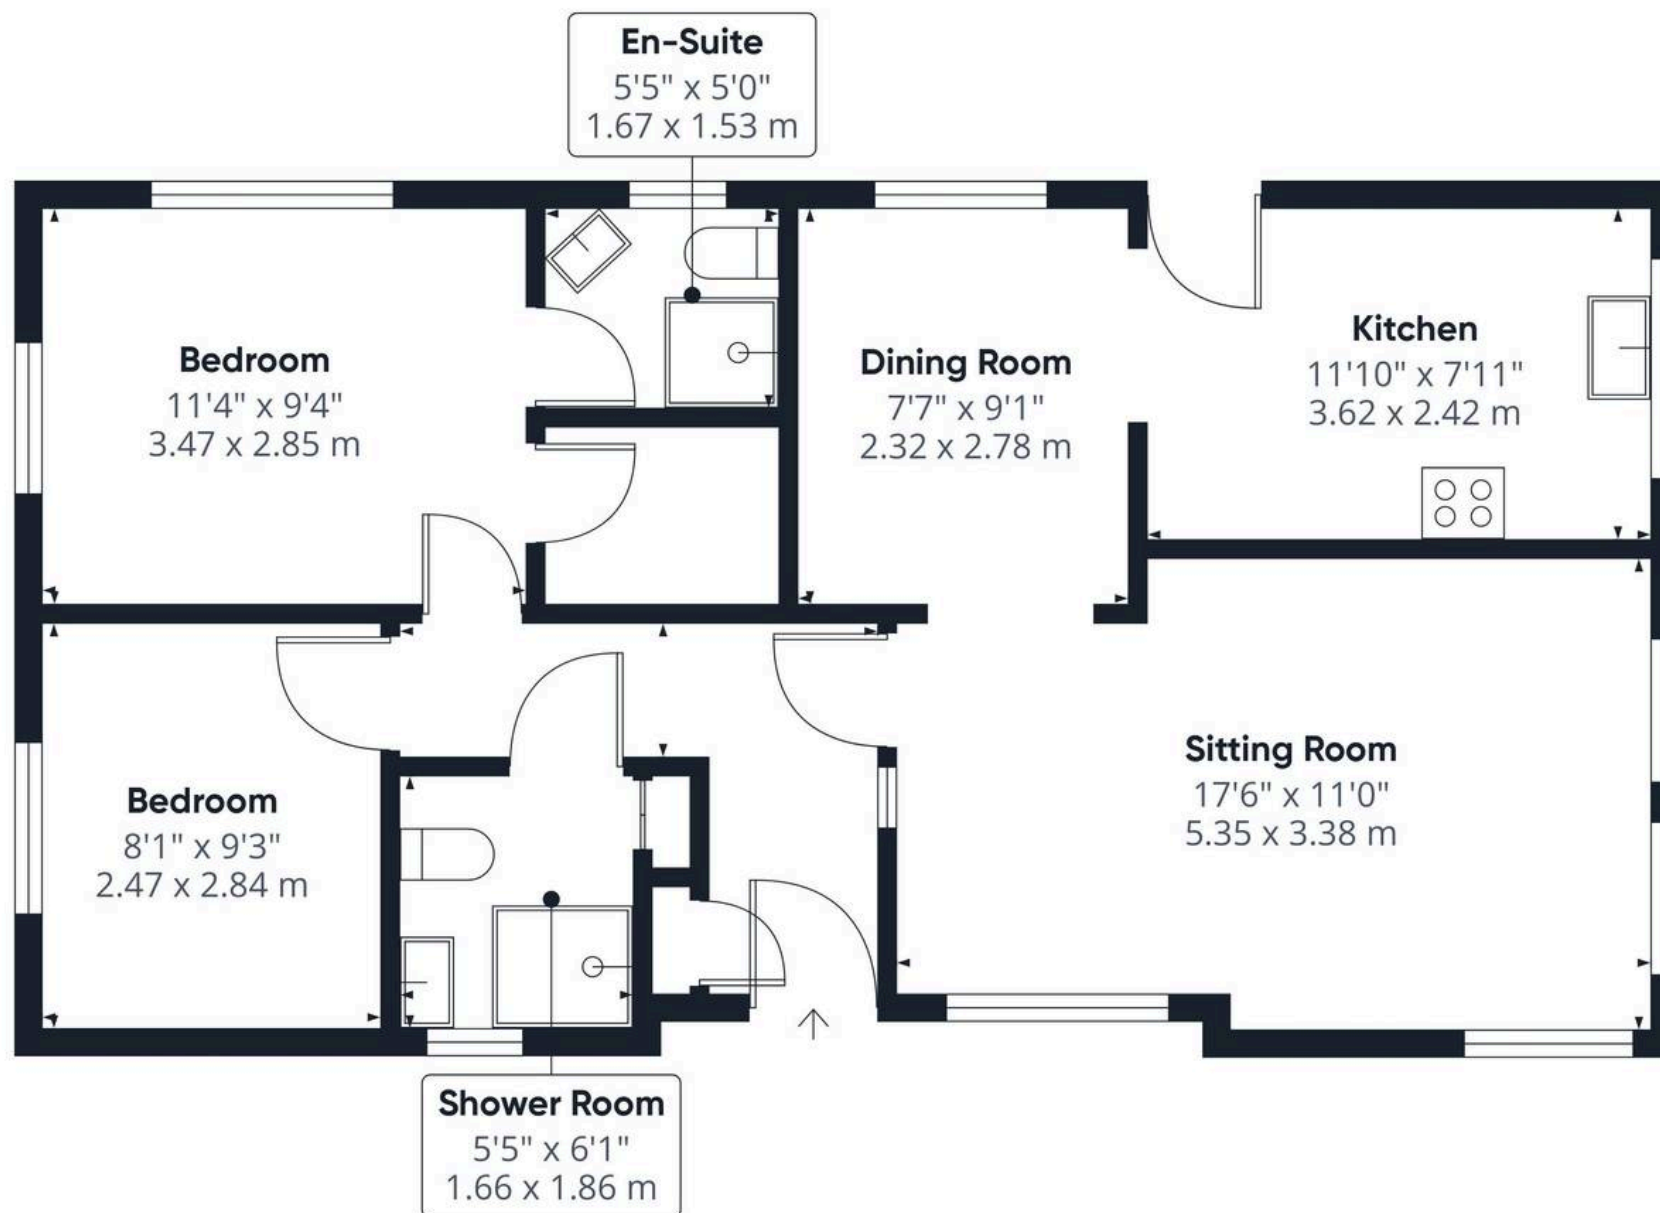 En-Suite
5'5" x 5'0"
1.67 x 1.53 m
Bedroom
11'4" x 9'4"
3.47 x 2.85 m
Dining Room
7'7" x 9'1"
2.32 x 2.78 m
Kitchen
11'10" x 7'11"
3.62 x 2.42 m
Bedroom
8'1" x 9'3"
2.47 x 2.84 m
Sitting Room
17'6" x 11'0"
5.35 x 3.38 m
Shower Room
5'5" x 6'1"
1.66 x 1.86 m